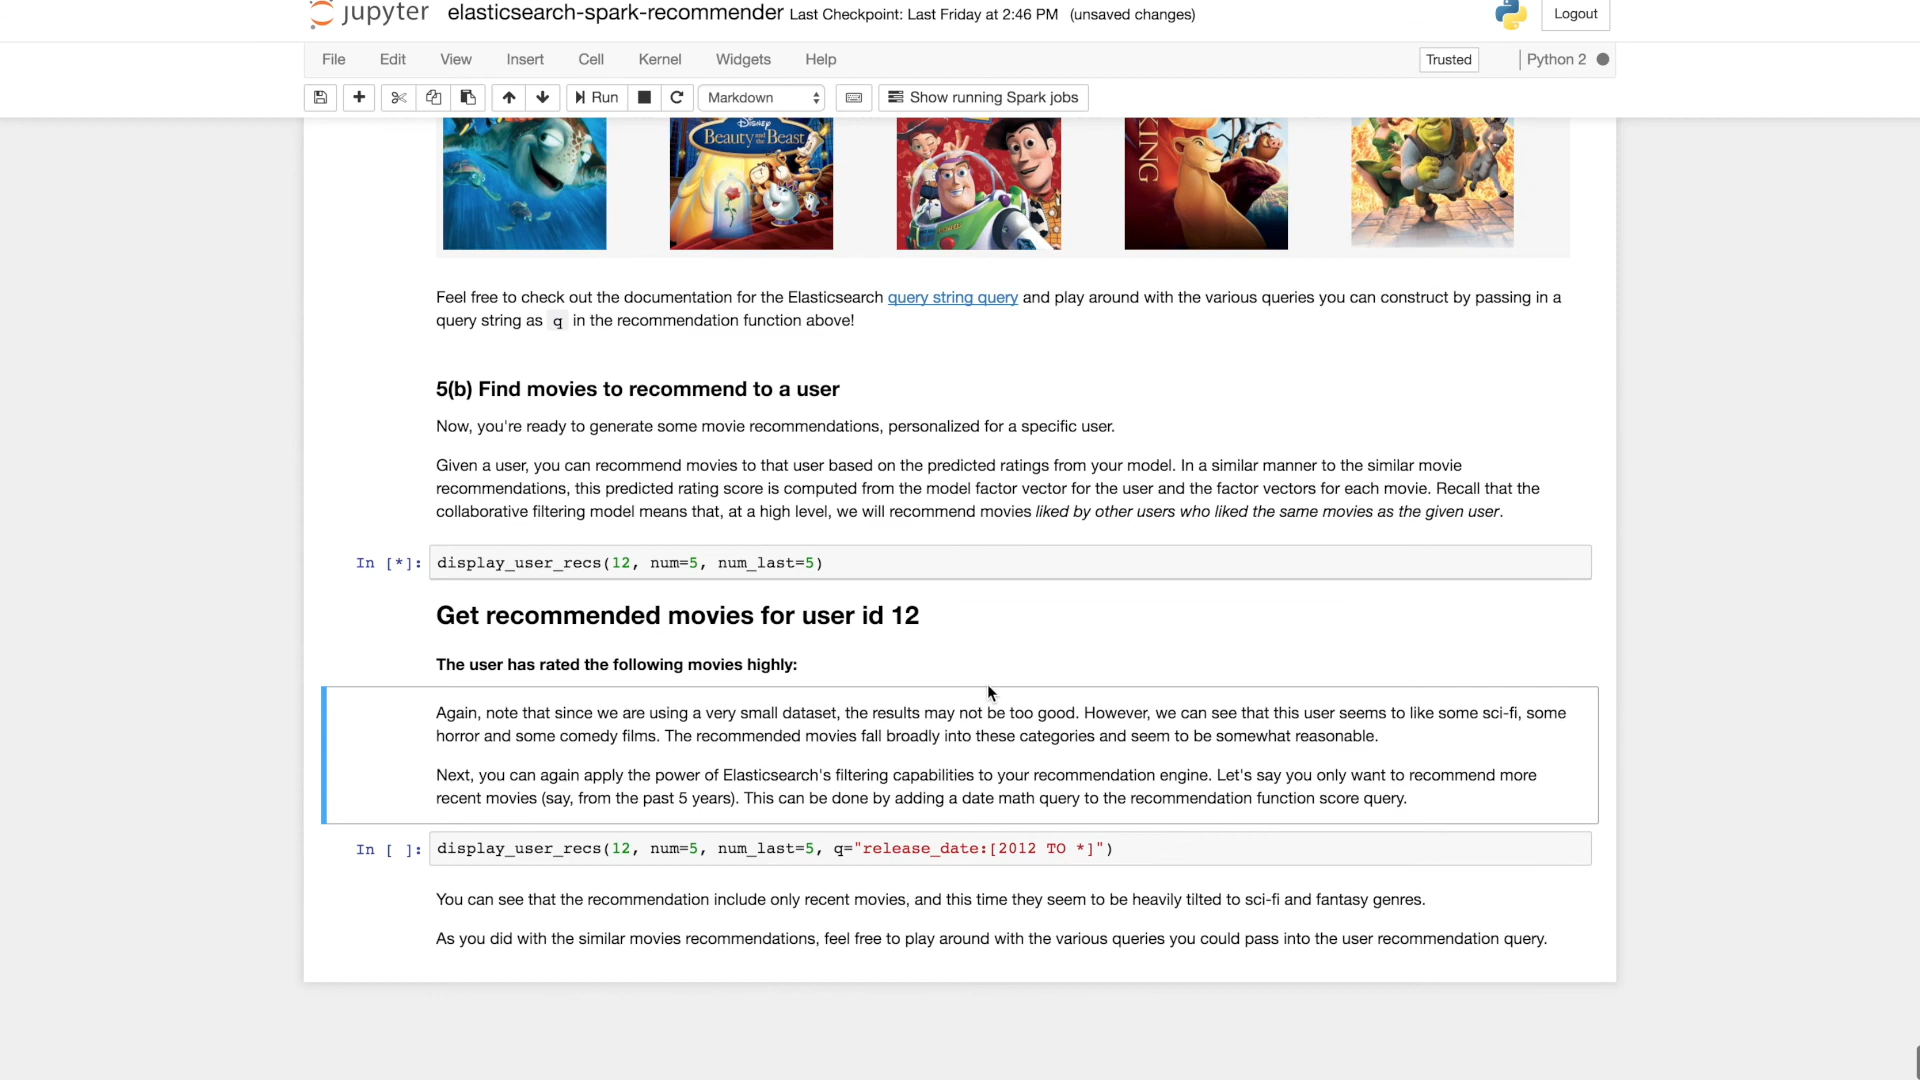 jupyter elasticsearch-spark-recommender Last Checkpoint: Last Friday at 2:46 PM (unsaved changes) Logout
File Edit View Insert Cell Kernel Widgets Help Trusted Python 2
Run Markdown Show running Spark jobs
Disney
Beauty and the Beast
KING
Feel free to check out the documentation for the Elasticsearch query string query and play around with the various queries you can construct by passing in a
query string as q in the recommendation function above!
5(b) Find movies to recommend to a user
Now, you're ready to generate some movie recommendations, personalized for a specific user.
Given a user, you can recommend movies to that user based on the predicted ratings from your model. In a similar manner to the similar movie
recommendations, this predicted rating score is computed from the model factor vector for the user and the factor vectors for each movie. Recall that the
collaborative filtering model means that, at a high level, we will recommend movies liked by other users who liked the same movies as the given user.
In [*]: display_user_recs(12, num=5, num_last=5)
Get recommended movies for user id 12
The user has rated the following movies highly:
Again, note that since we are using a very small dataset, the results may not be too good. However, we can see that this user seems to like some sci-fi, some
horror and some comedy films. The recommended movies fall broadly into these categories and seem to be somewhat reasonable.
Next, you can again apply the power of Elasticsearch's filtering capabilities to your recommendation engine. Let's say you only want to recommend more
recent movies (say, from the past 5 years). This can be done by adding a date math query to the recommendation function score query.
In [ ]: display_user_recs(12, num=5, num_last=5, q="release_date:[2012 TO *]")
You can see that the recommendation include only recent movies, and this time they seem to be heavily tilted to sci-fi and fantasy genres.
As you did with the similar movies recommendations, feel free to play around with the various queries you could pass into the user recommendation query.